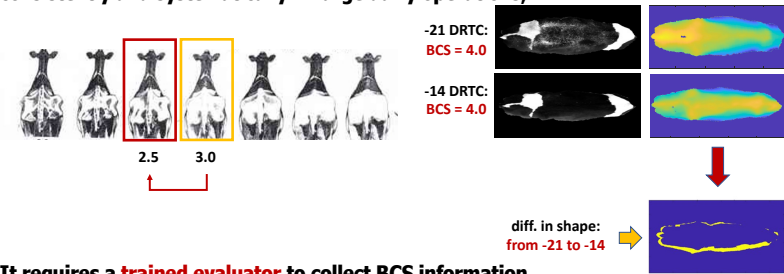 -21 DRTC:
BCS = 4.0
-14 DRTC:
BCS = 4.0
2.5 3.0
diff. in shape:
from -21 to -14
It requires a trained evaluator to collect BCS information